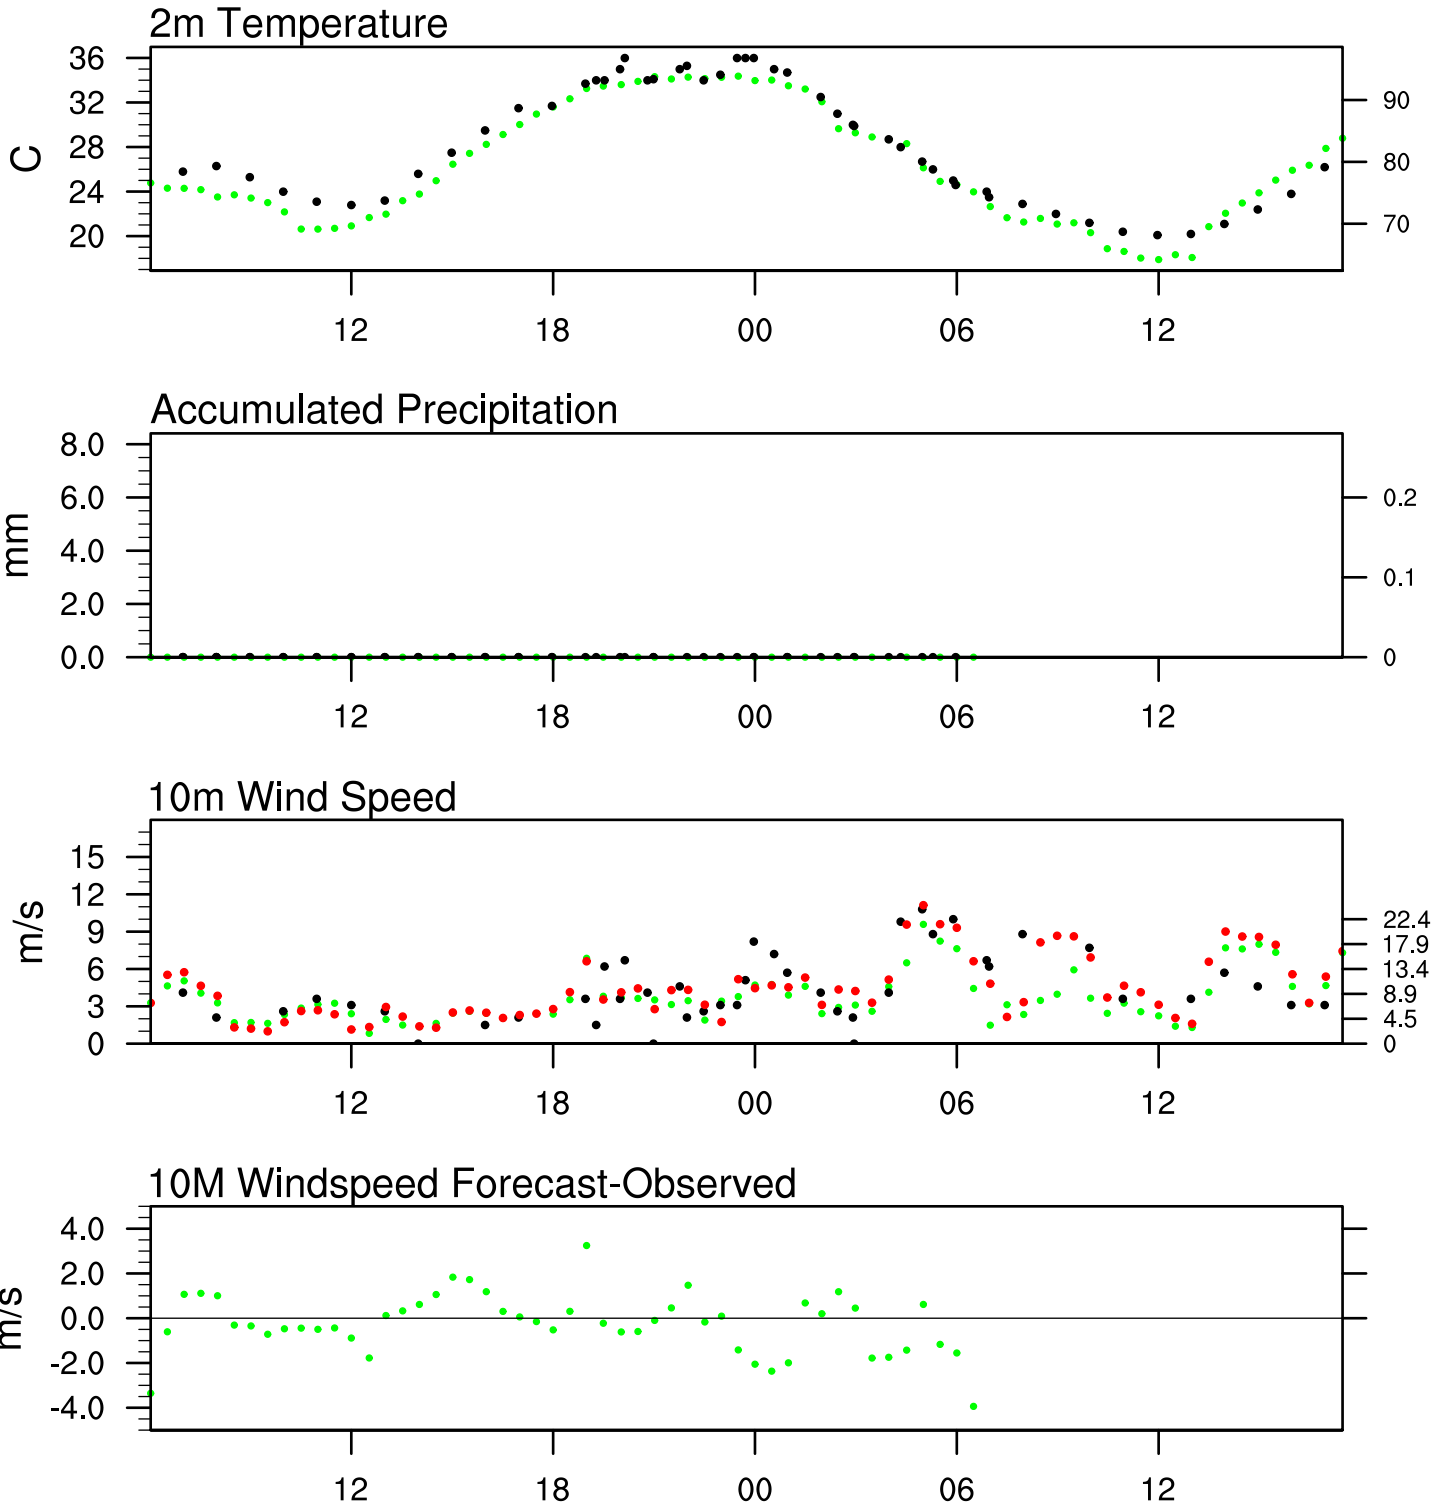 2m Temperature
36
32
28
24
20
C
90
80
70
12 18 00 06 12
Accumulated Precipitation
8.0
6.0
4.0
2.0
0.0
mm
0.2
0.1
0
12 18 00 06 12
10m Wind Speed
15
12
9
6
3
0
m/s
22.4
17.9
13.4
8.9
4.5
0
12 18 00 06 12
10M Windspeed Forecast-Observed
4.0
2.0
0.0
-2.0
-4.0
m/s
12 18 00 06 12